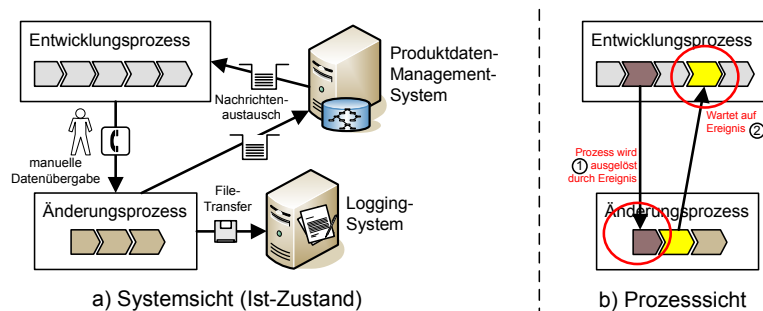 Entwicklungsprozess
Produktdaten-
Management-
System
Nachrichten-
austausch
manuelle
Datenübergabe
Änderungsprozess
File-
Transfer
Logging-
System
a) Systemsicht (Ist-Zustand)
Entwicklungsprozess
Wartet auf
Ereignis 2
Prozess wird
1 ausgelöst
durch Ereignis
Änderungsprozess
b) Prozesssicht